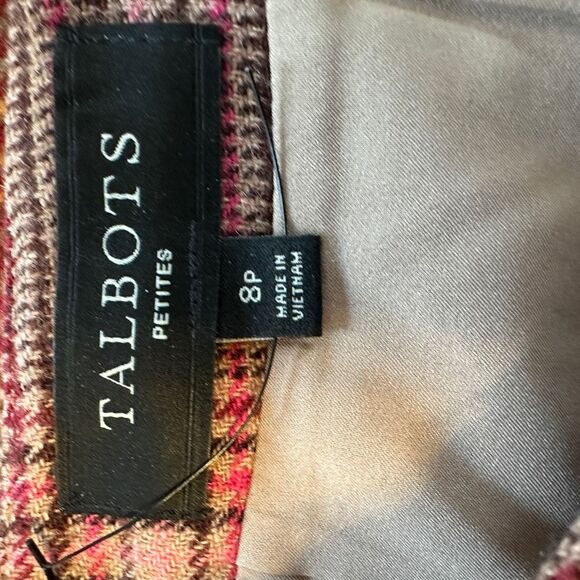 TALBOTS
PETITES
8P
MADE IN
VIETNAM